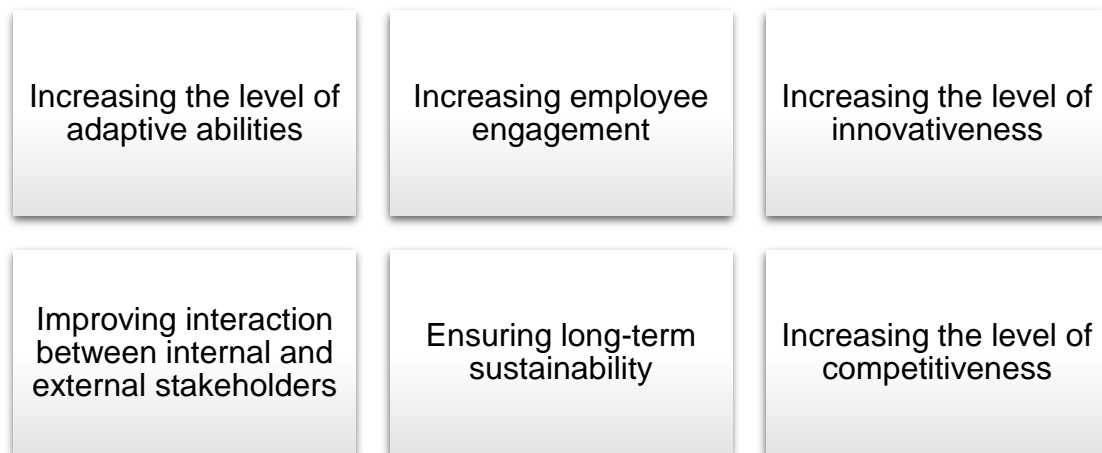 Increasing the level of
adaptive abilities
Increasing employee
engagement
Increasing the level of
innovativeness
Improving interaction
between internal and
external stakeholders
Ensuring long-term
sustainability
Increasing the level of
competitiveness